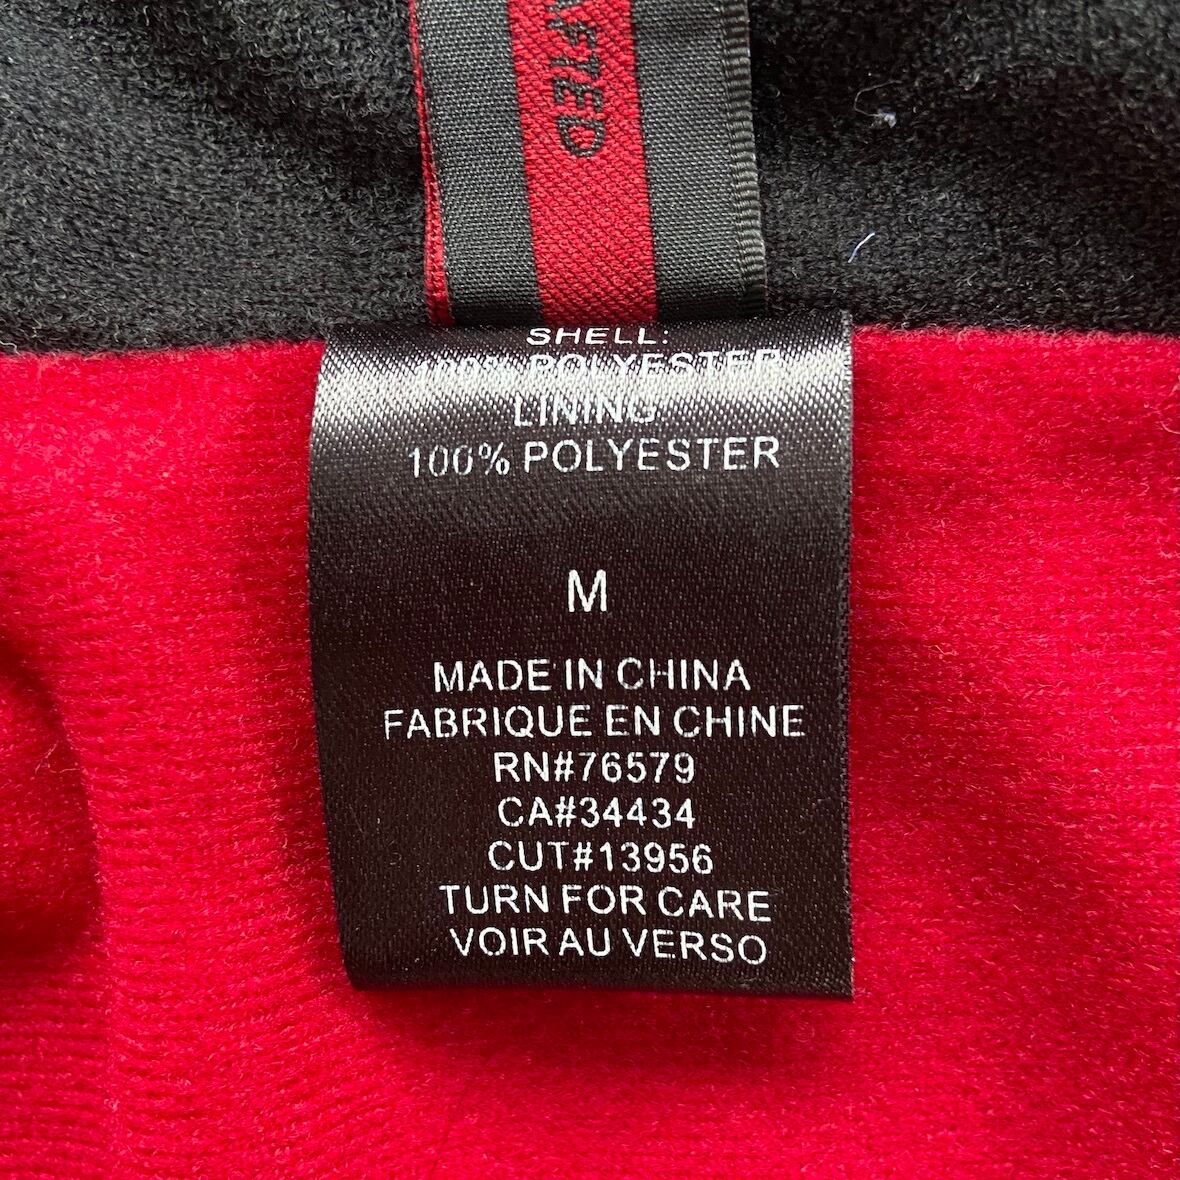 SHELL:
100% POLYESTER
LINING
100% POLYESTER
M
MADE IN CHINA
FABRIQUE EN CHINE
RN#76579
CA#34434
CUT#13956
TURN FOR CARE
VOIR AU VERSO